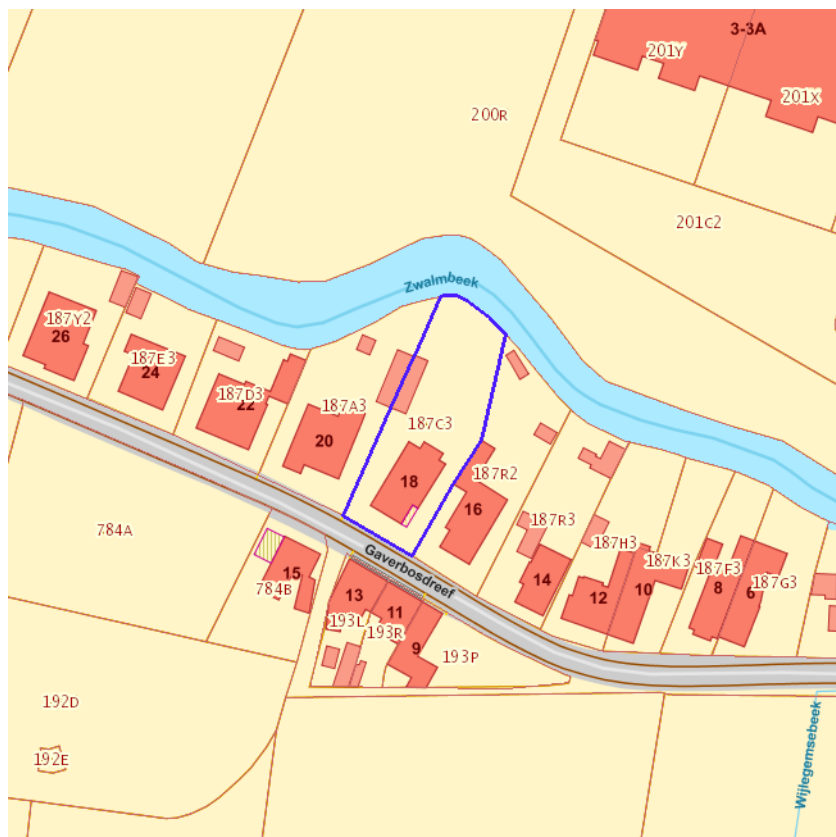 3-3A
201Y
201X
200R
201C2
Zwalmbeek
187Y2
26
187E3
24
187D3
22
187A3
20
187C3
18
187R2
16
187R3
14
187H3
12
187K3
10
187F3
8
187G3
6
784A
Gaverbosdreef
15
784B
13
193L
11
193R
9
193P
192D
192E
Wijlegemsebeek